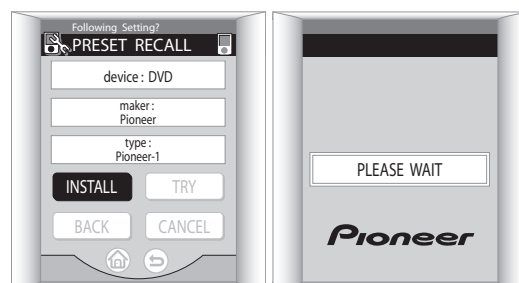 Following Setting?
PRESET RECALL
device : DVD
maker :
Pioneer
type :
Pioneer-1
INSTALL
TRY
BACK
CANCEL
PLEASE WAIT
Pioneer